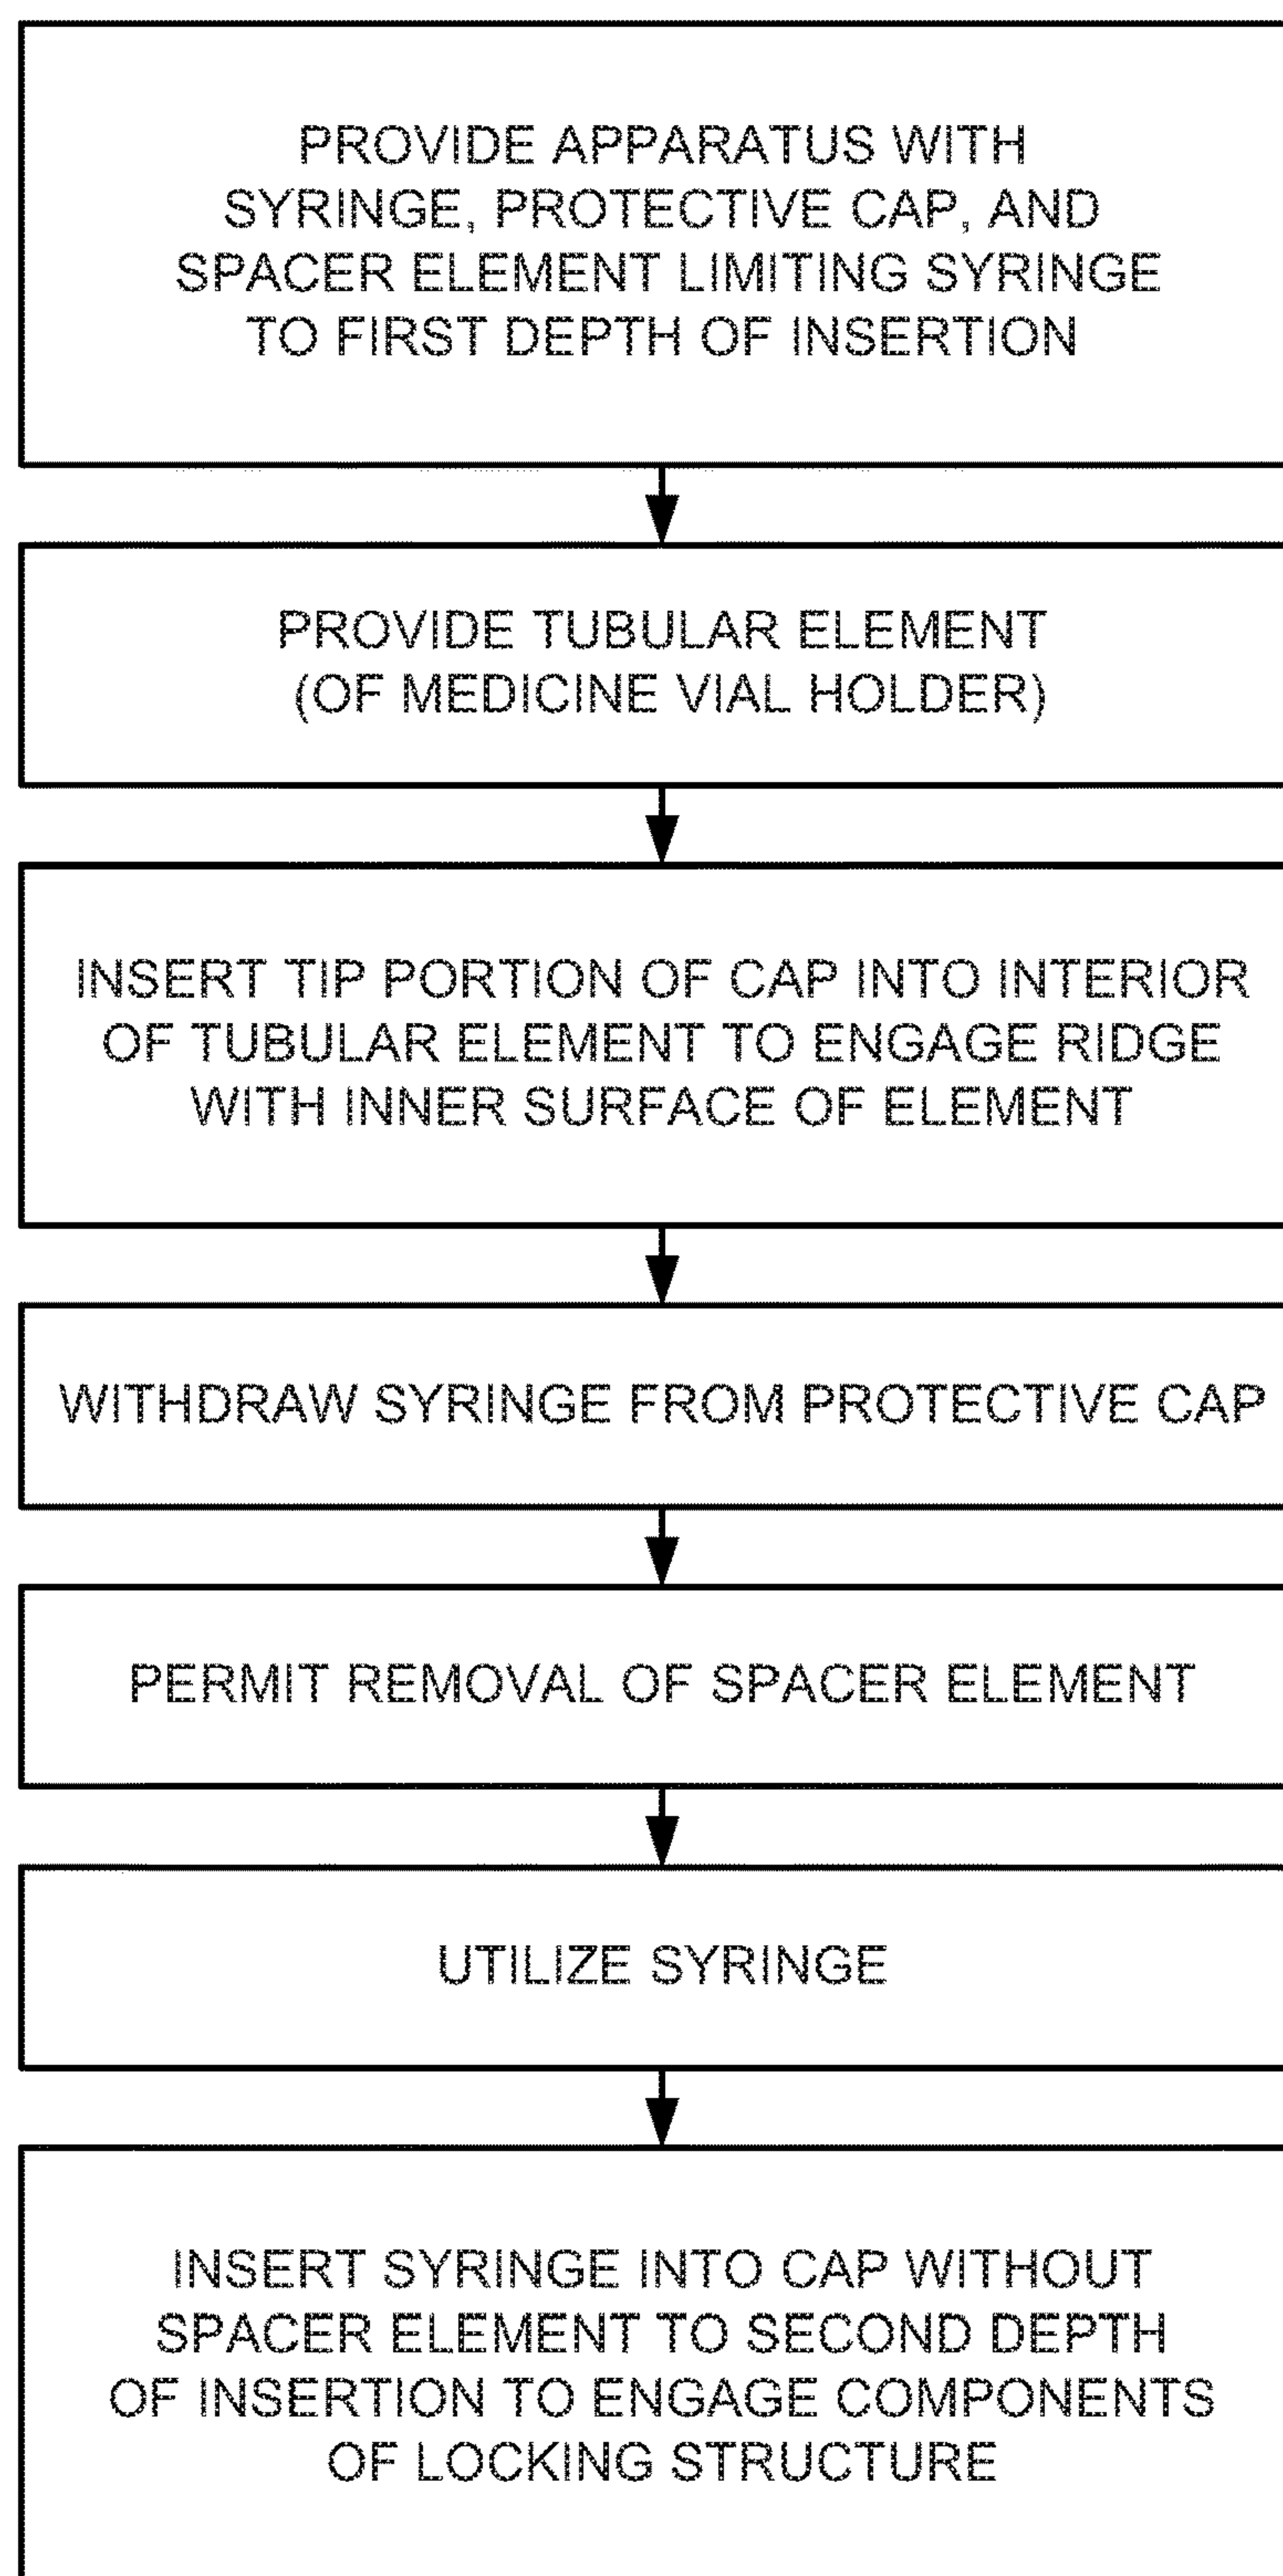 PROVIDE APPARATUS WITH
SYRINGE, PROTECTIVE CAP, AND
SPACER ELEMENT LIMITING SYRINGE
TO FIRST DEPTH OF INSERTION
PROVIDE TUBULAR ELEMENT
(OF MEDICINE VIAL HOLDER)
INSERT TIP PORTION OF CAP INTO INTERIOR
OF TUBULAR ELEMENT TO ENGAGE RIDGE
WITH INNER SURFACE OF ELEMENT
WITHDRAW SYRINGE FROM PROTECTIVE CAP
PERMIT REMOVAL OF SPACER ELEMENT
UTILIZE SYRINGE
INSERT SYRINGE INTO CAP WITHOUT
SPACER ELEMENT TO SECOND DEPTH
OF INSERTION TO ENGAGE COMPONENTS
OF LOCKING STRUCTURE